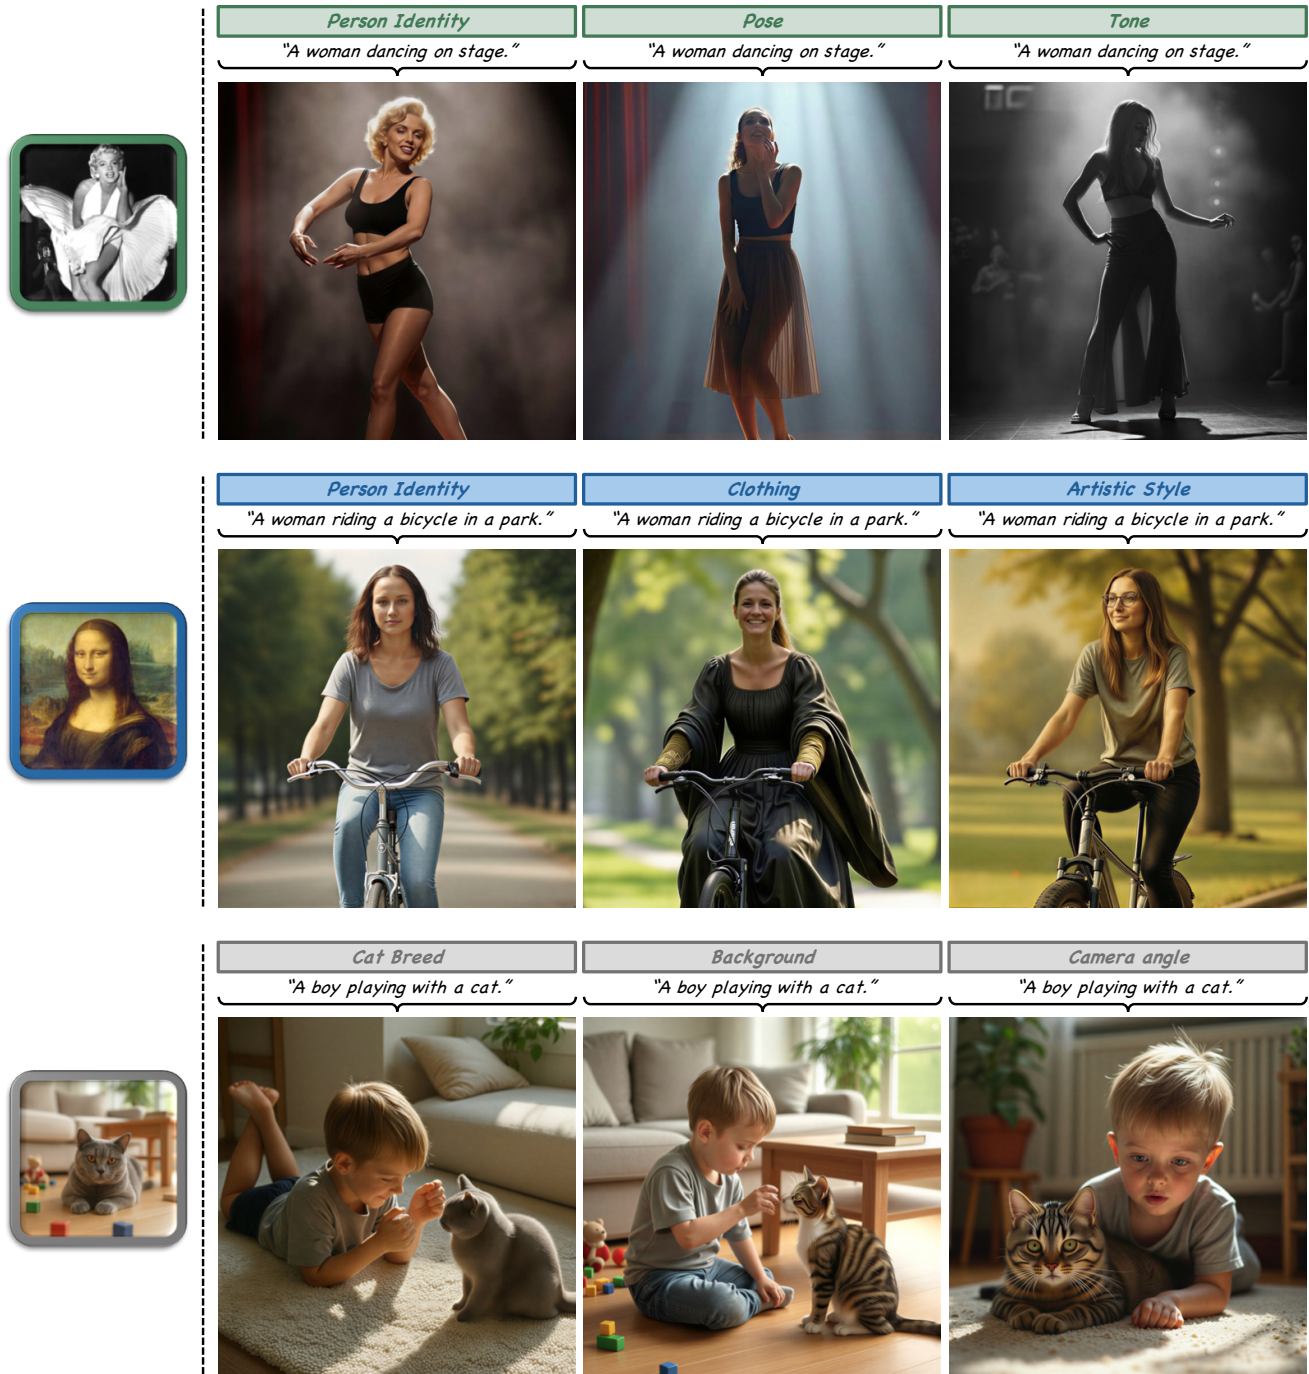 Person Identity
Pose
Tone
“A woman dancing on stage.”
“A woman dancing on stage.”
“A woman dancing on stage.”
Person Identity
Clothing
Artistic Style
“A woman riding a bicycle in a park.”
“A woman riding a bicycle in a park.”
“A woman riding a bicycle in a park.”
Cat Breed
Background
Camera angle
“A boy playing with a cat.”
“A boy playing with a cat.”
“A boy playing with a cat.”